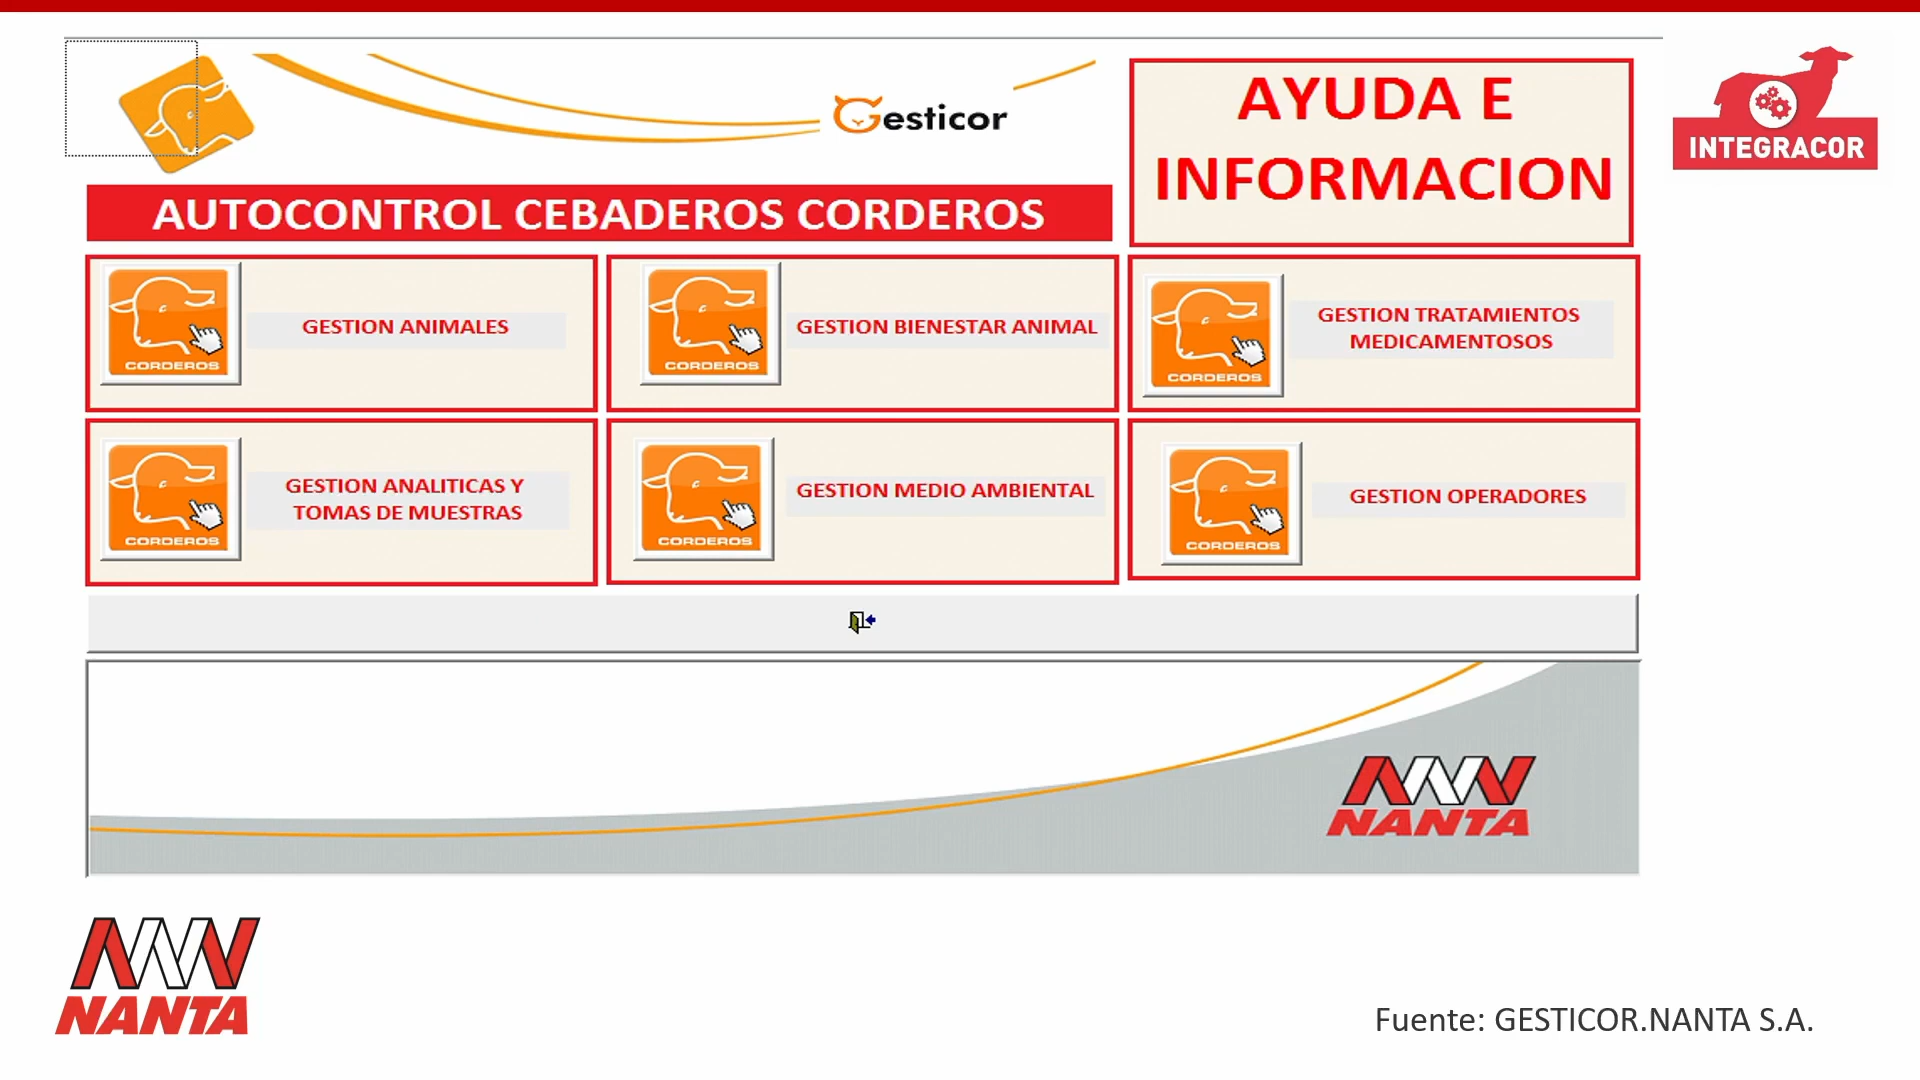 Gesticor
AYUDA E
INFORMACION
INTEGRACOR
AUTOCONTROL CEBADEROS CORDEROS
CORDEROS
GESTION ANIMALES
CORDEROS
GESTION BIENESTAR ANIMAL
CORDEROS
GESTION TRATAMIENTOS
MEDICAMENTOSOS
CORDEROS
GESTION ANALITICAS Y
TOMAS DE MUESTRAS
CORDEROS
GESTION MEDIO AMBIENTAL
CORDEROS
GESTION OPERADORES
NANTA
NANTA
Fuente: GESTICOR.NANTA S.A.